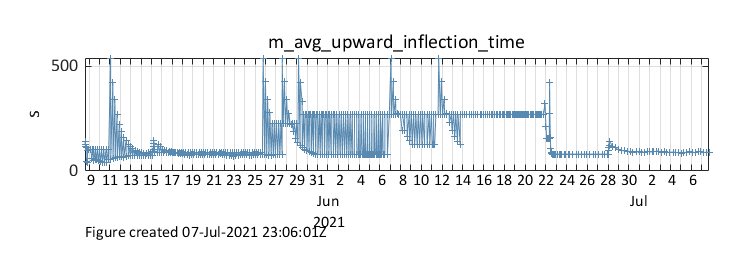 m_avg_upward_inflection_time
500
s
0
9 11 13 15 17 19 21 23 25 27 29 31 2 4 6 8 10 12 14 16 18 20 22 24 26 28 30 2 4 6
Jun Jul
2021
Figure created 07-Jul-2021 23:06:01Z